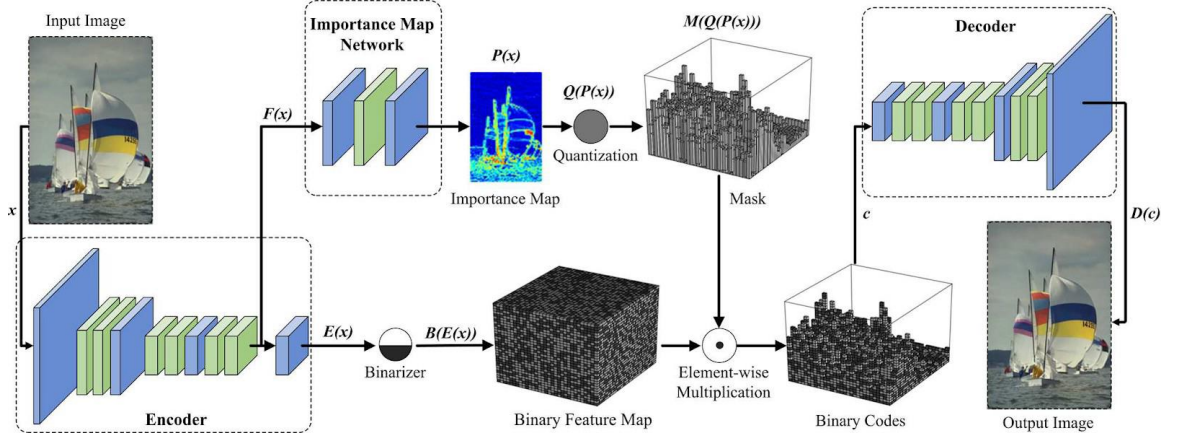 Input Image
Importance Map
Network
P(x)
M(Q(P(x)))
Decoder
F(x)
Q(P(x))
Quantization
Importance Map
Mask
x
c
D(c)
E(x)
B(E(x))
Binarizer
Element-wise
Multiplication
Encoder
Binary Feature Map
Binary Codes
Output Image